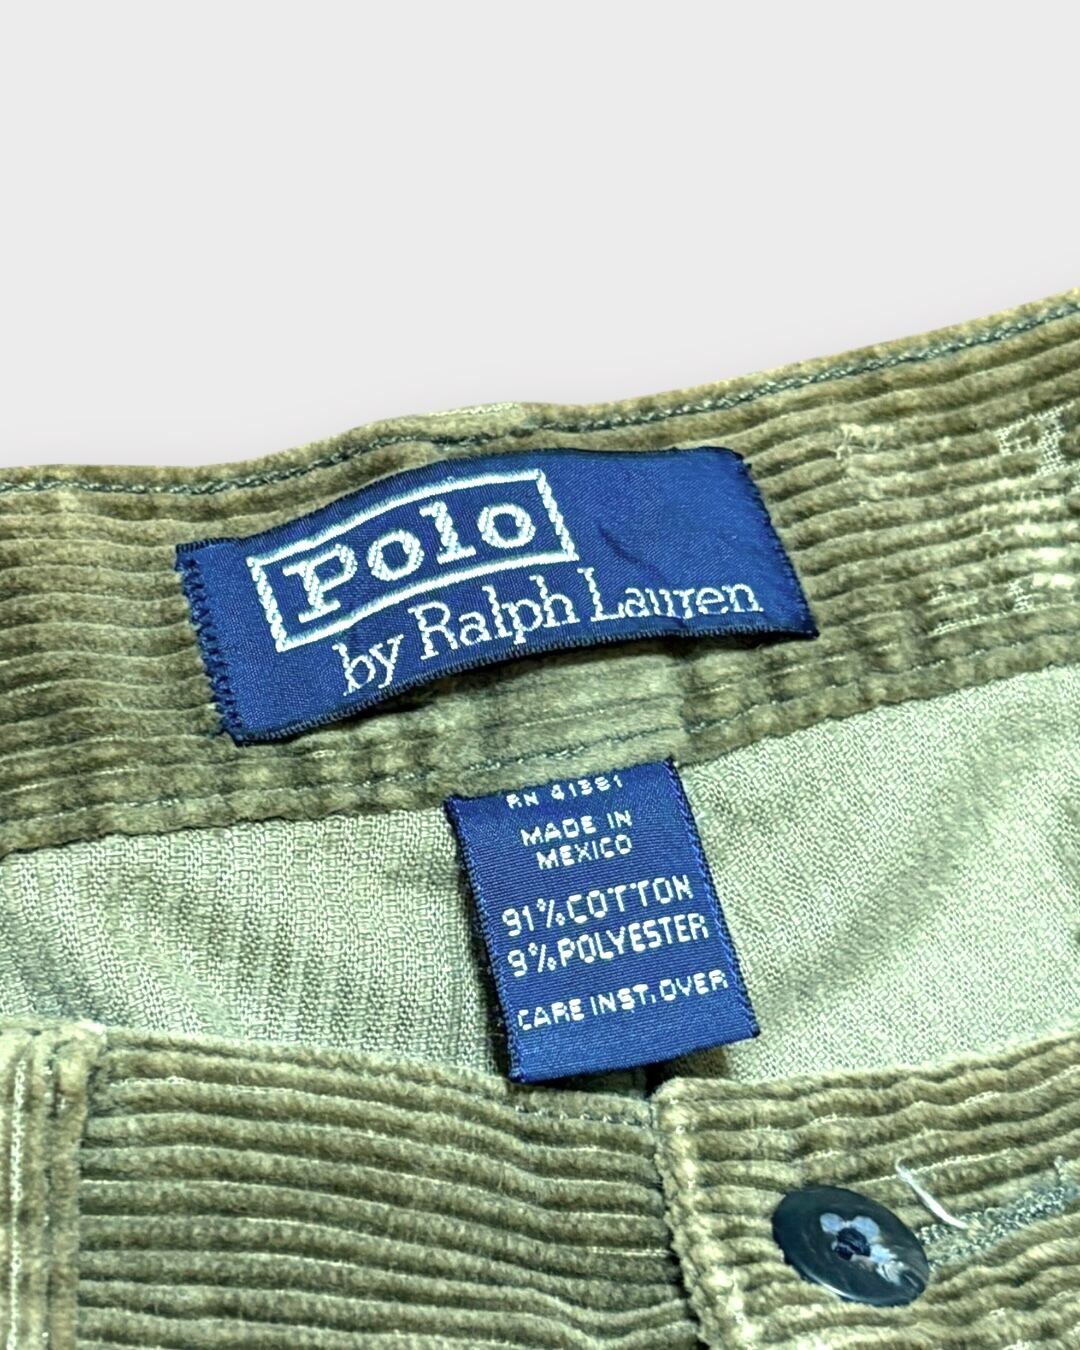 Polo
by Ralph Lauren
RN 41381
MADE IN
MEXICO
91% COTTON
9% POLYESTER
CARE INST. OVER